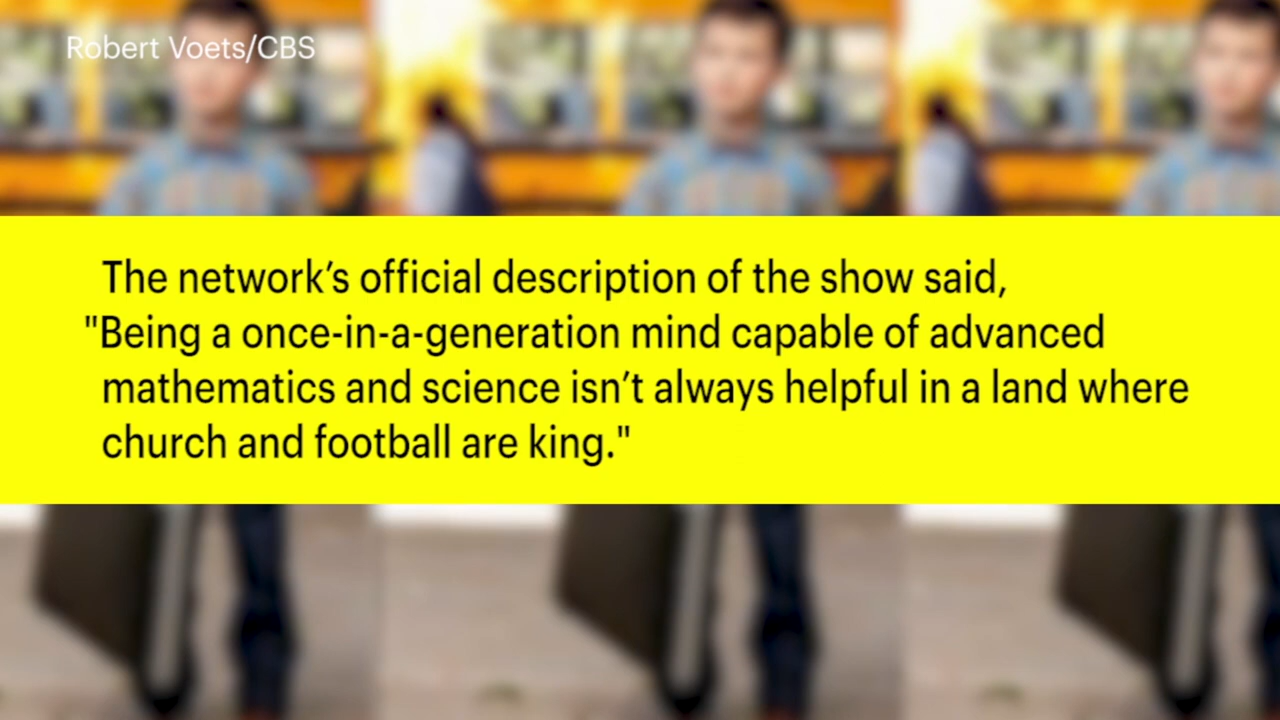 Robert Voets/CBS
The network’s official description of the show said,
"Being a once-in-a-generation mind capable of advanced
mathematics and science isn’t always helpful in a land where
church and football are king."